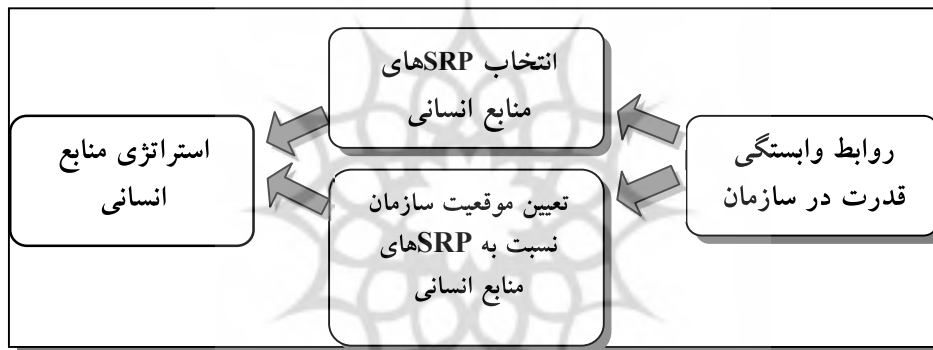 روابط وابستگی
قدرت در سازمان
انتخاب SRPهای
منابع انسانی
تعیین موقعیت سازمان
نسبت به SRPهای
منابع انسانی
استراتژی منابع
انسانی